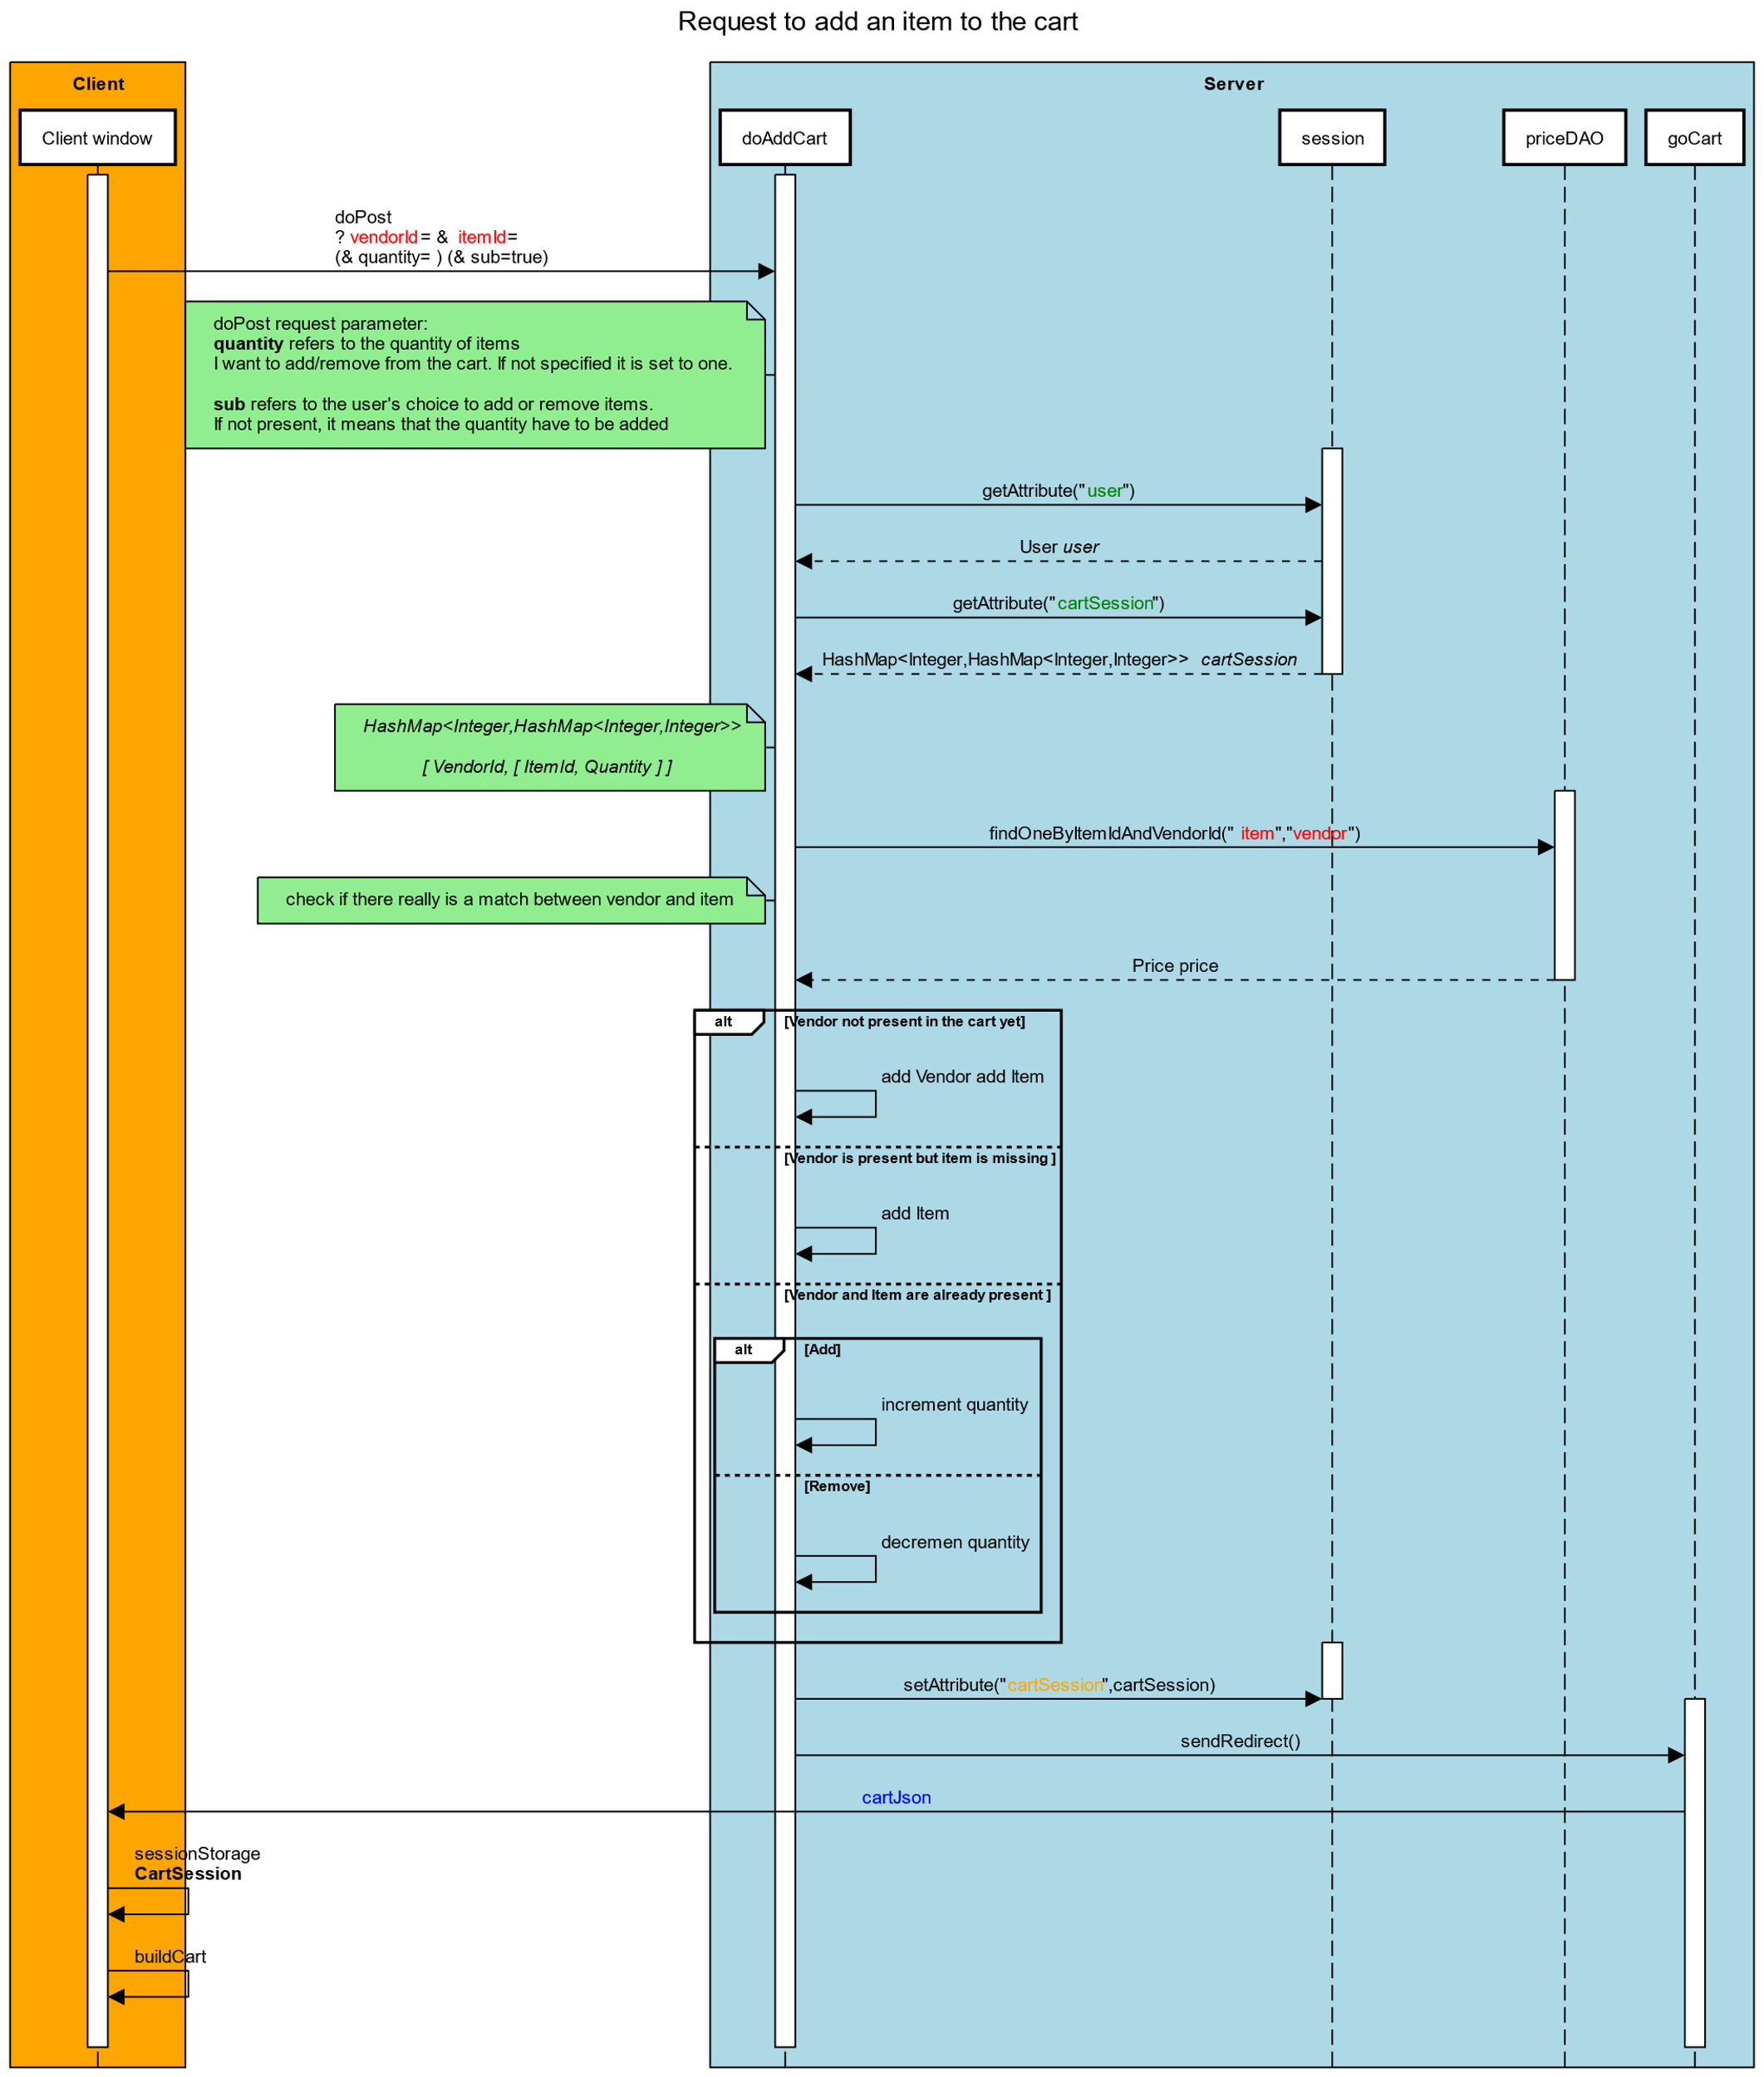 Request to add an item to the cart
Client
Server
Client window
doAddCart
session
priceDAO
goCart
doPost
? vendorId= & itemId=
(& quantity= ) (& sub=true)
doPost request parameter:
quantity refers to the quantity of items
I want to add/remove from the cart. If not specified it is set to one.
sub refers to the user's choice to add or remove items.
If not present, it means that the quantity have to be added
getAttribute("user")
User user
getAttribute("cartSession")
HashMap<Integer,HashMap<Integer,Integer>> cartSession
HashMap<Integer,HashMap<Integer,Integer>>
[ VendorId, [ ItemId, Quantity ] ]
findOneByItemIdAndVendorId(" item","vendor")
check if there really is a match between vendor and item
Price price
alt
[Vendor not present in the cart yet]
add Vendor add Item
[Vendor is present but item is missing ]
add Item
[Vendor and Item are already present ]
alt
[Add]
increment quantity
[Remove]
decremen quantity
setAttribute("cartSession",cartSession)
sendRedirect()
cartJson
sessionStorage
CartSession
buildCart